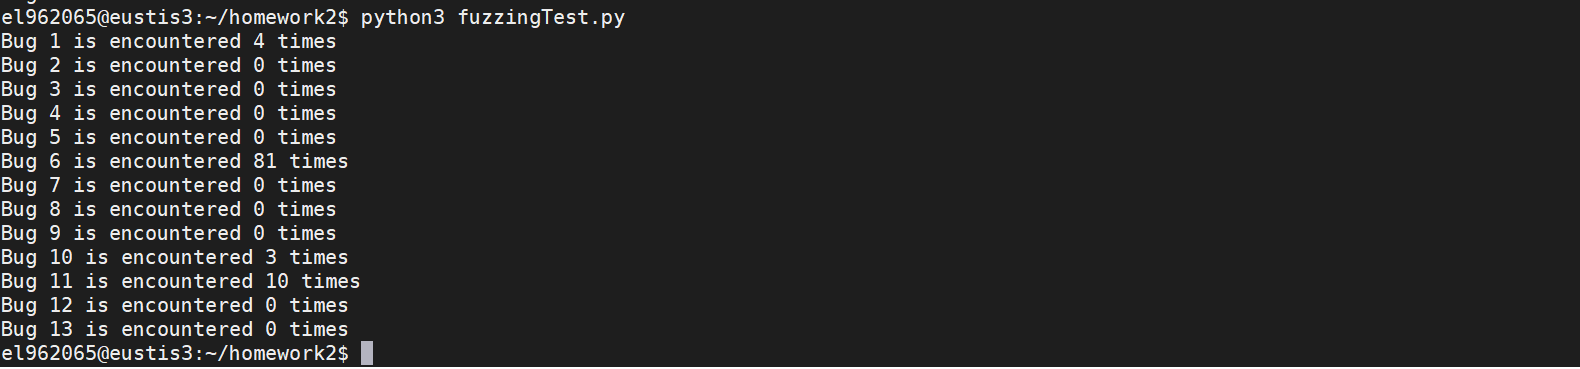 el962065@eustis3:~/homework2$ python3 fuzzingTest.py
Bug 1 is encountered 4 times
Bug 2 is encountered 0 times
Bug 3 is encountered 0 times
Bug 4 is encountered 0 times
Bug 5 is encountered 0 times
Bug 6 is encountered 81 times
Bug 7 is encountered 0 times
Bug 8 is encountered 0 times
Bug 9 is encountered 0 times
Bug 10 is encountered 3 times
Bug 11 is encountered 10 times
Bug 12 is encountered 0 times
Bug 13 is encountered 0 times
el962065@eustis3:~/homework2$